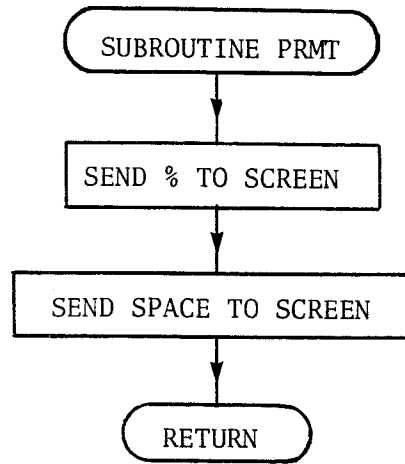 SUBROUTINE PRMT
SEND % TO SCREEN
SEND SPACE TO SCREEN
RETURN